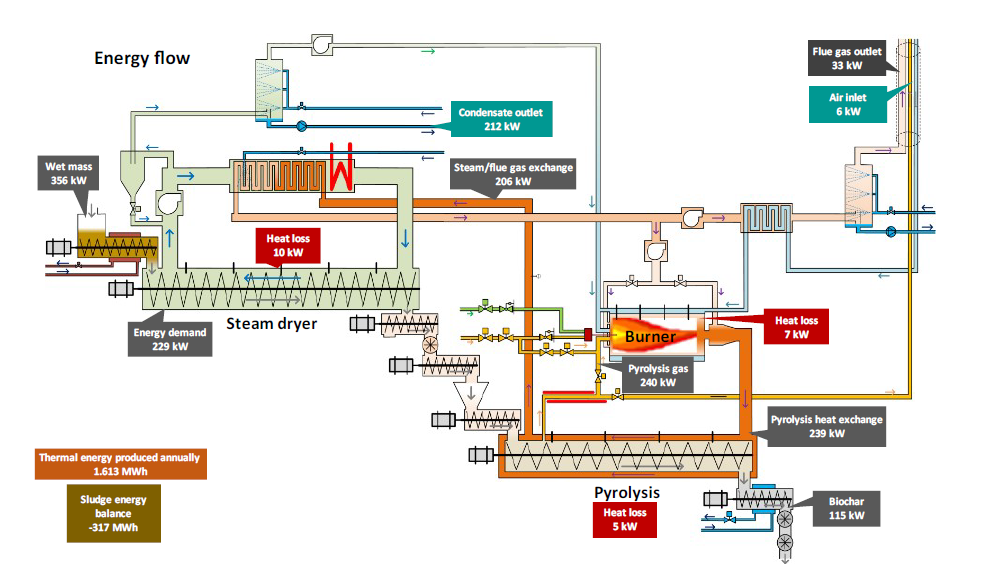 Energy flow
Flue gas outlet
33 kW
Air inlet
6 kW
Condensate outlet
212 kW
Wet mass
356 kW
Steam/flue gas exchange
206 kW
Heat loss
10 kW
Energy demand
229 kW
Steam dryer
Burner
Heat loss
7 kW
Pyrolysis gas
240 kW
Pyrolysis heat exchange
239 kW
Thermal energy produced annually
1.613 MWh
Sludge energy
balance
-317 MWh
Pyrolysis
Heat loss
5 kW
Biochar
115 kW